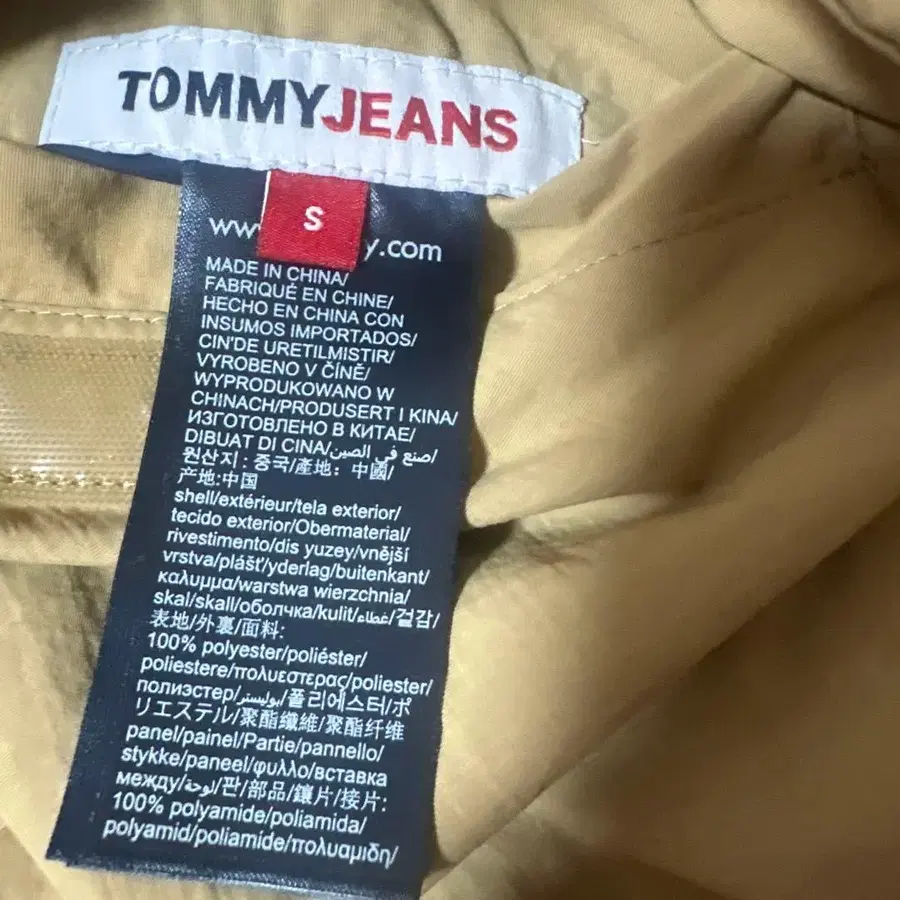 TOMMYJEANS
S
www y.com
MADE IN CHINA/
FABRIQUÉ EN CHINE/
HECHO EN CHINA CON
INSUMOS IMPORTADOS/
CIN'DE URETILMISTIR/
VYROBENO V ČÍNĚ/
WYPRODUKOWANO W
CHINACH/PRODUSERT I KINA/
ИЗГОТОВЛЕНО В КИТАЕ/
DIBUAT DI CINA/صنع في الصين/
원산지 : 중국/產地: 中國/
产地:中国
shell/extérieur/tela exterior/
tecido exterior/Obermaterial/
rivestimento/dis yuzey/vnější
vrstva/plášť/yderlag/buitenkant/
καλυμμα/warstwa wierzchnia/
skal/skall/оболчка/kulit/غطاء/겉감/
表地/外裏/面料:
100% polyester/poliéster/
poliestere/πολυεστερας/poliester/
полиэстер/بوليستر/폴리에스터/ポ
リエステル/聚酯纖維/聚酯纤维
panel/painel/Partie/pannello/
stykke/paneel/φυλλο/вставка
между/لوحة/판/部品/鑲片/接片:
100% polyamide/poliamida/
polyamid/poliamide/πολυαμιδη/